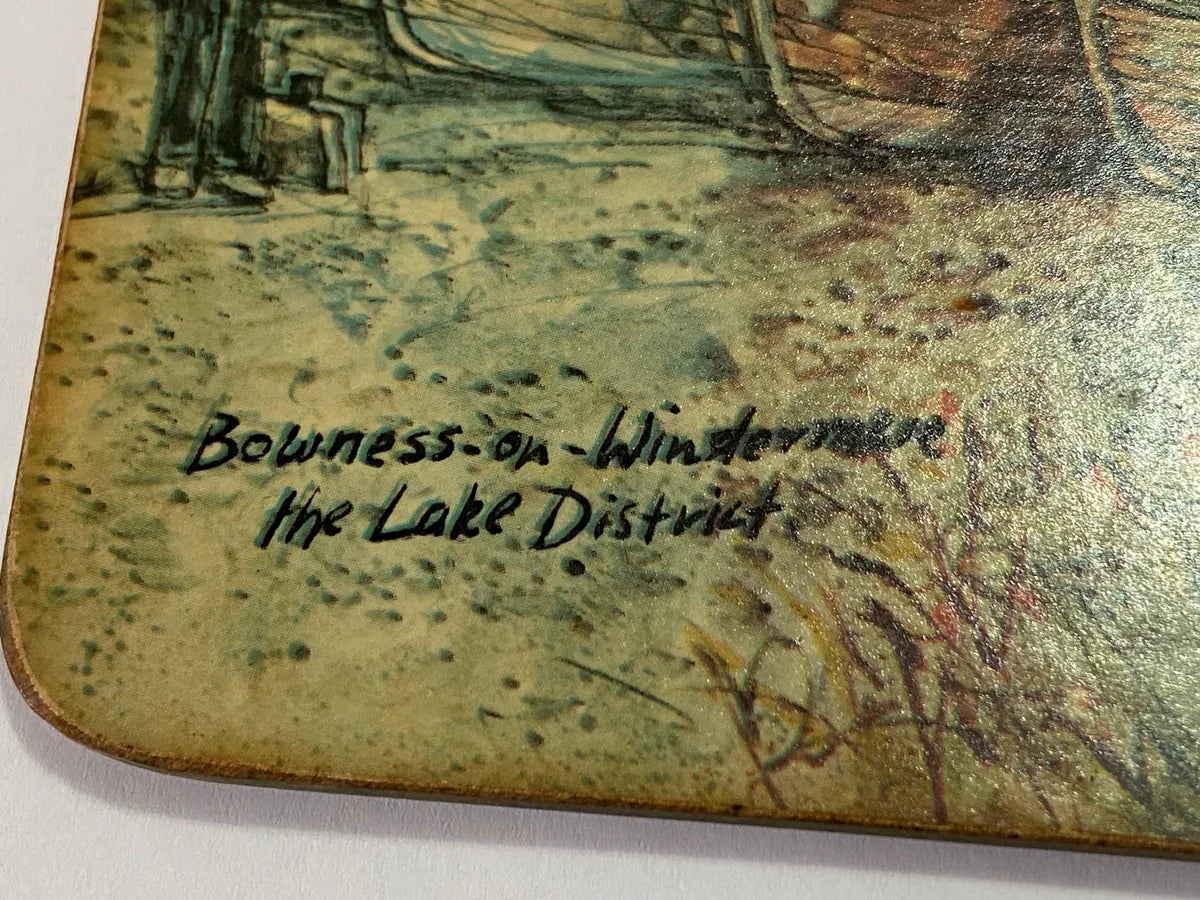 Bowness-on-Windermere
the Lake District.